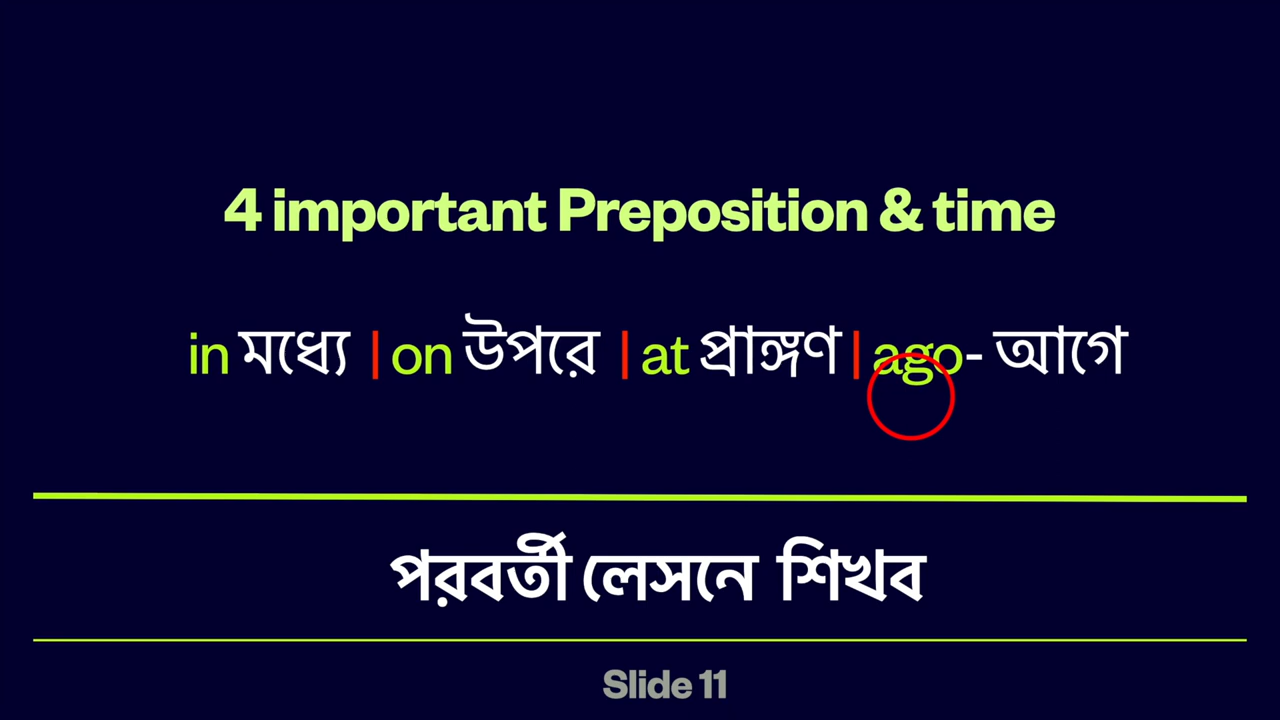 4 important Preposition & time
in মধ্যে | on উপরে | at প্রাঙ্গণ | ago- আগে
পরবর্তী লেসনে শিখব
Slide 11